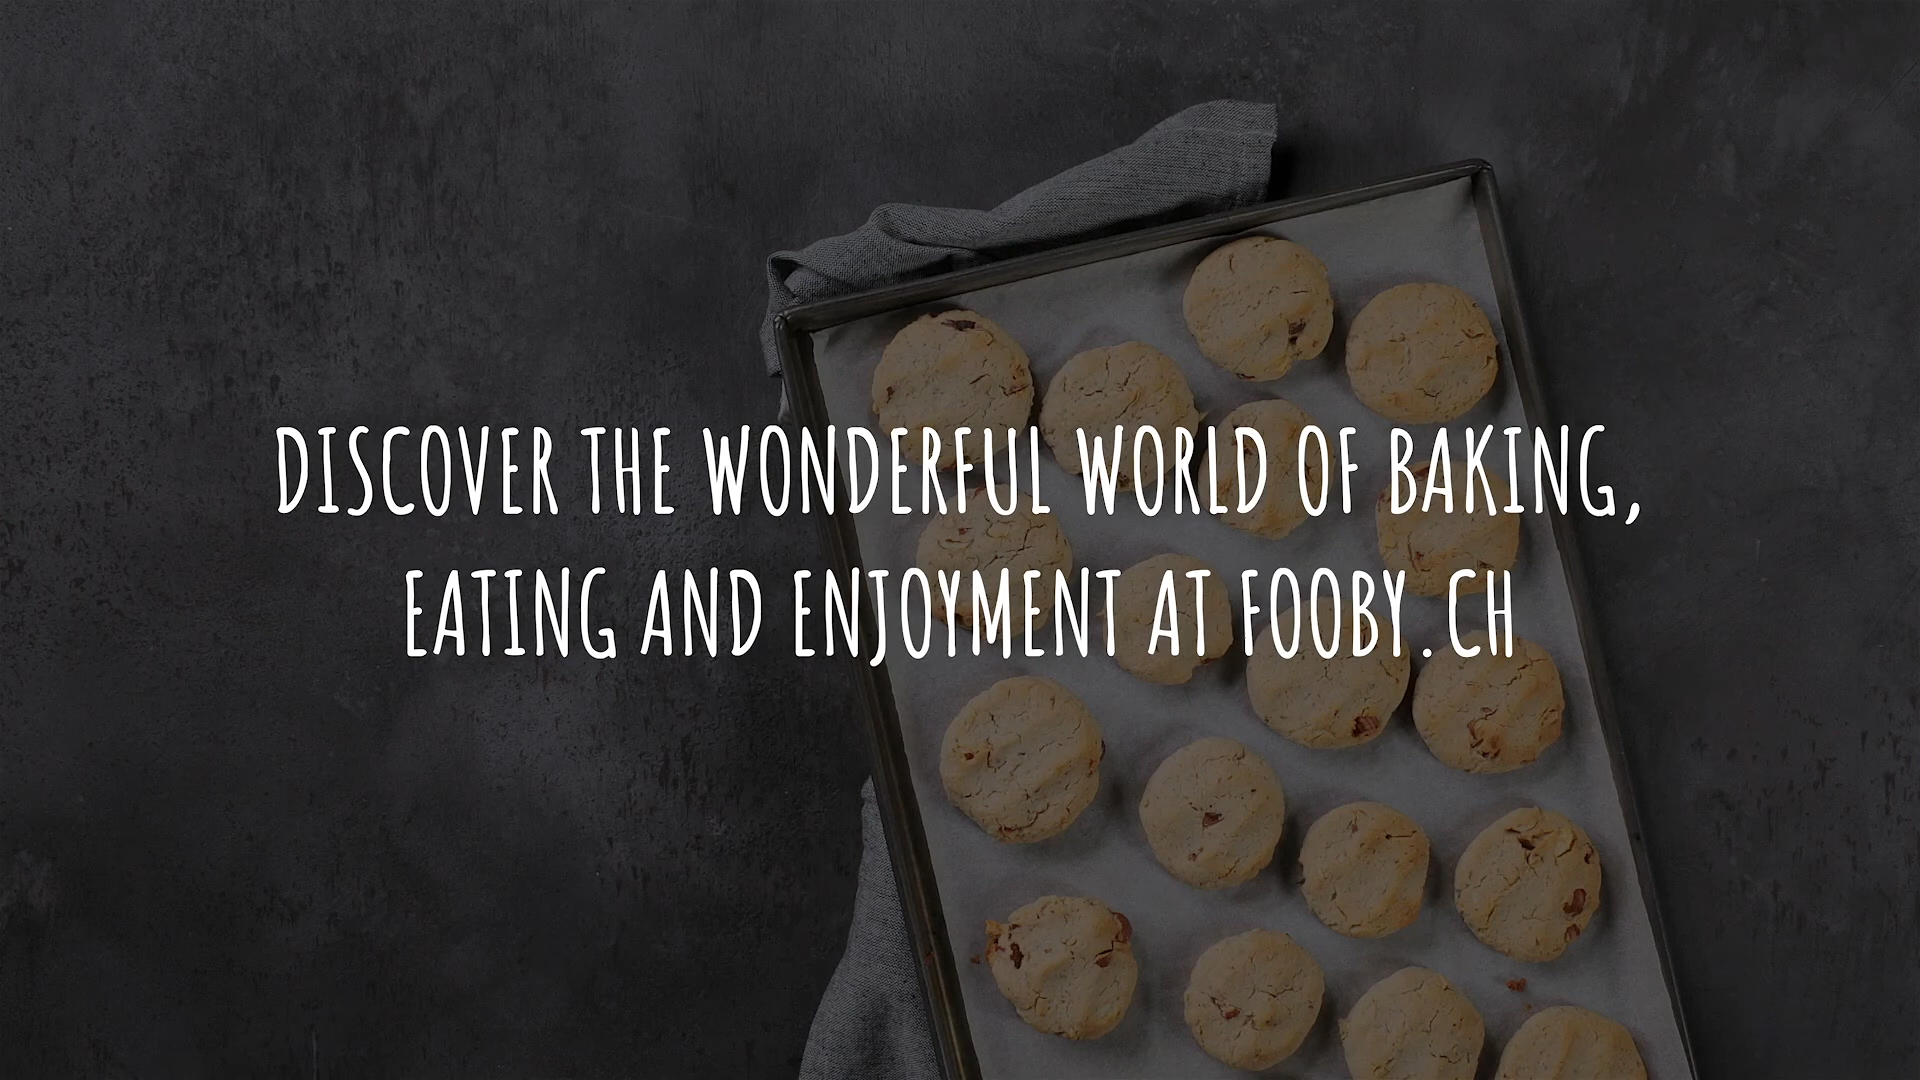 DISCOVER THE WONDERFUL WORLD OF BAKING,
EATING AND ENJOYMENT AT FOOBY.CH